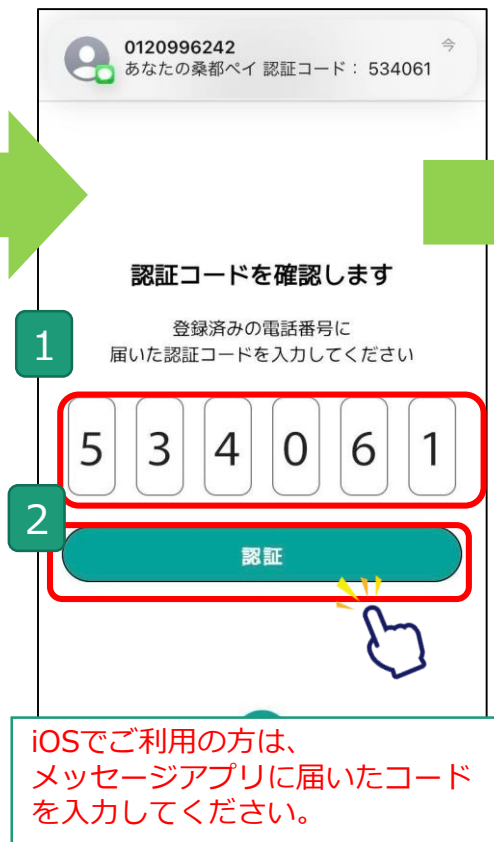 0120996242
今
あなたの桑都ペイ 認証コード： 534061
認証コードを確認します
1
登録済みの電話番号に
届いた認証コードを入力してください
5 3 4 0 6 1
2
認証
iOSでご利用の方は、
メッセージアプリに届いたコード
を入力してください。